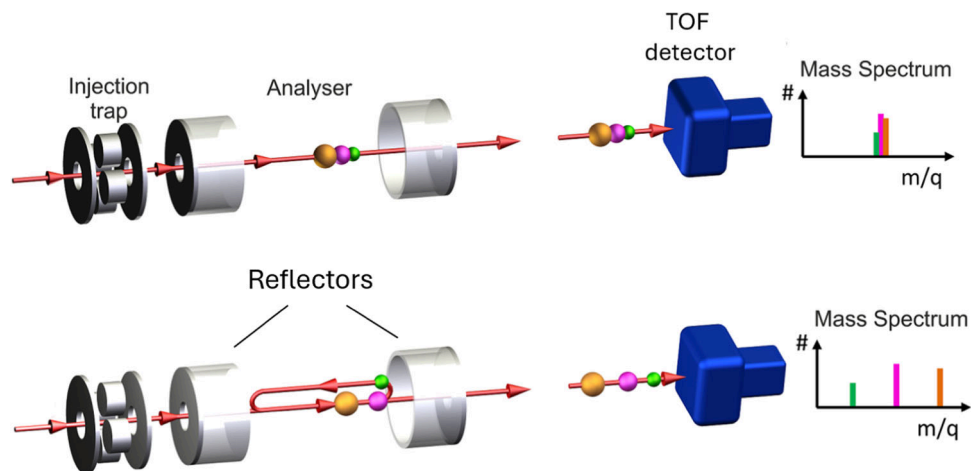 TOF
detector
Injection
trap
Analyser
Mass Spectrum
#
m/q
Reflectors
Mass Spectrum
#
m/q